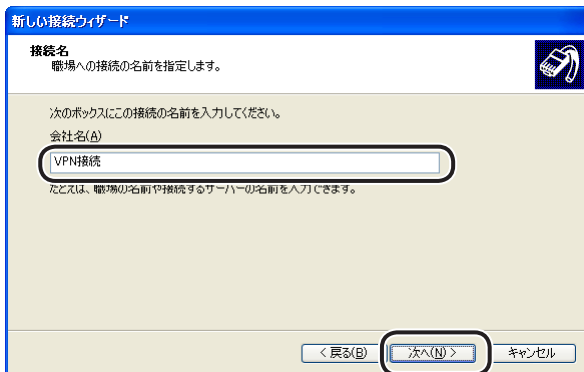 新しい接続ウィザード
接続名
職場への接続の名前を指定します。
次のボックスにこの接続の名前を入力してください。
会社名(A)
VPN接続
たとえば、職場の名前や接続するサーバーの名前を入力できます。
< 戻る(B)
次へ(N) >
キャンセル